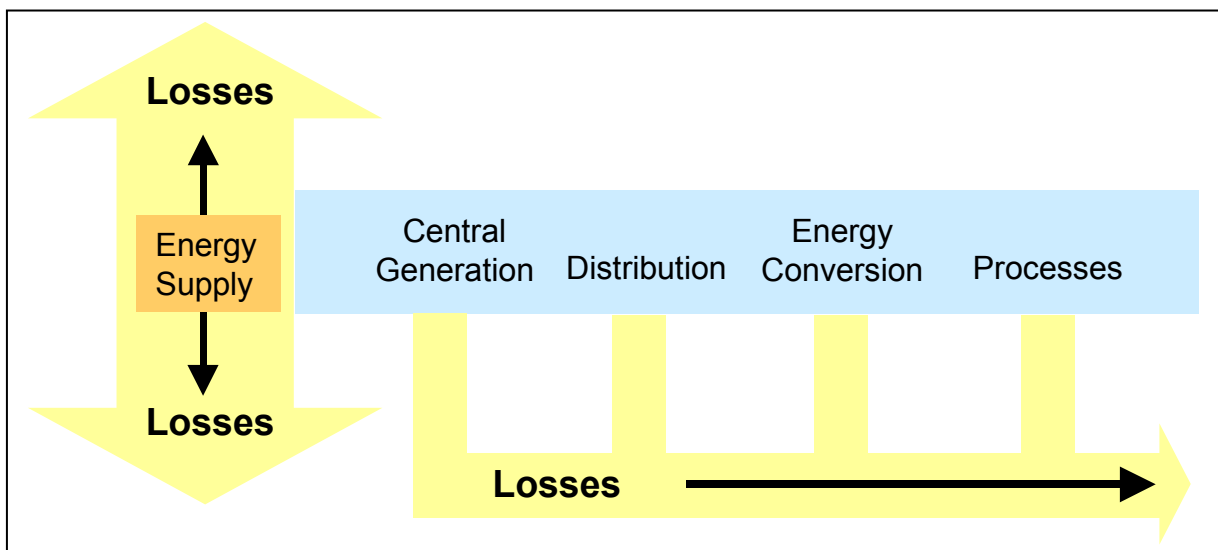 Losses
Energy
Supply
Losses
Central
Generation
Distribution
Energy
Conversion
Processes
Losses